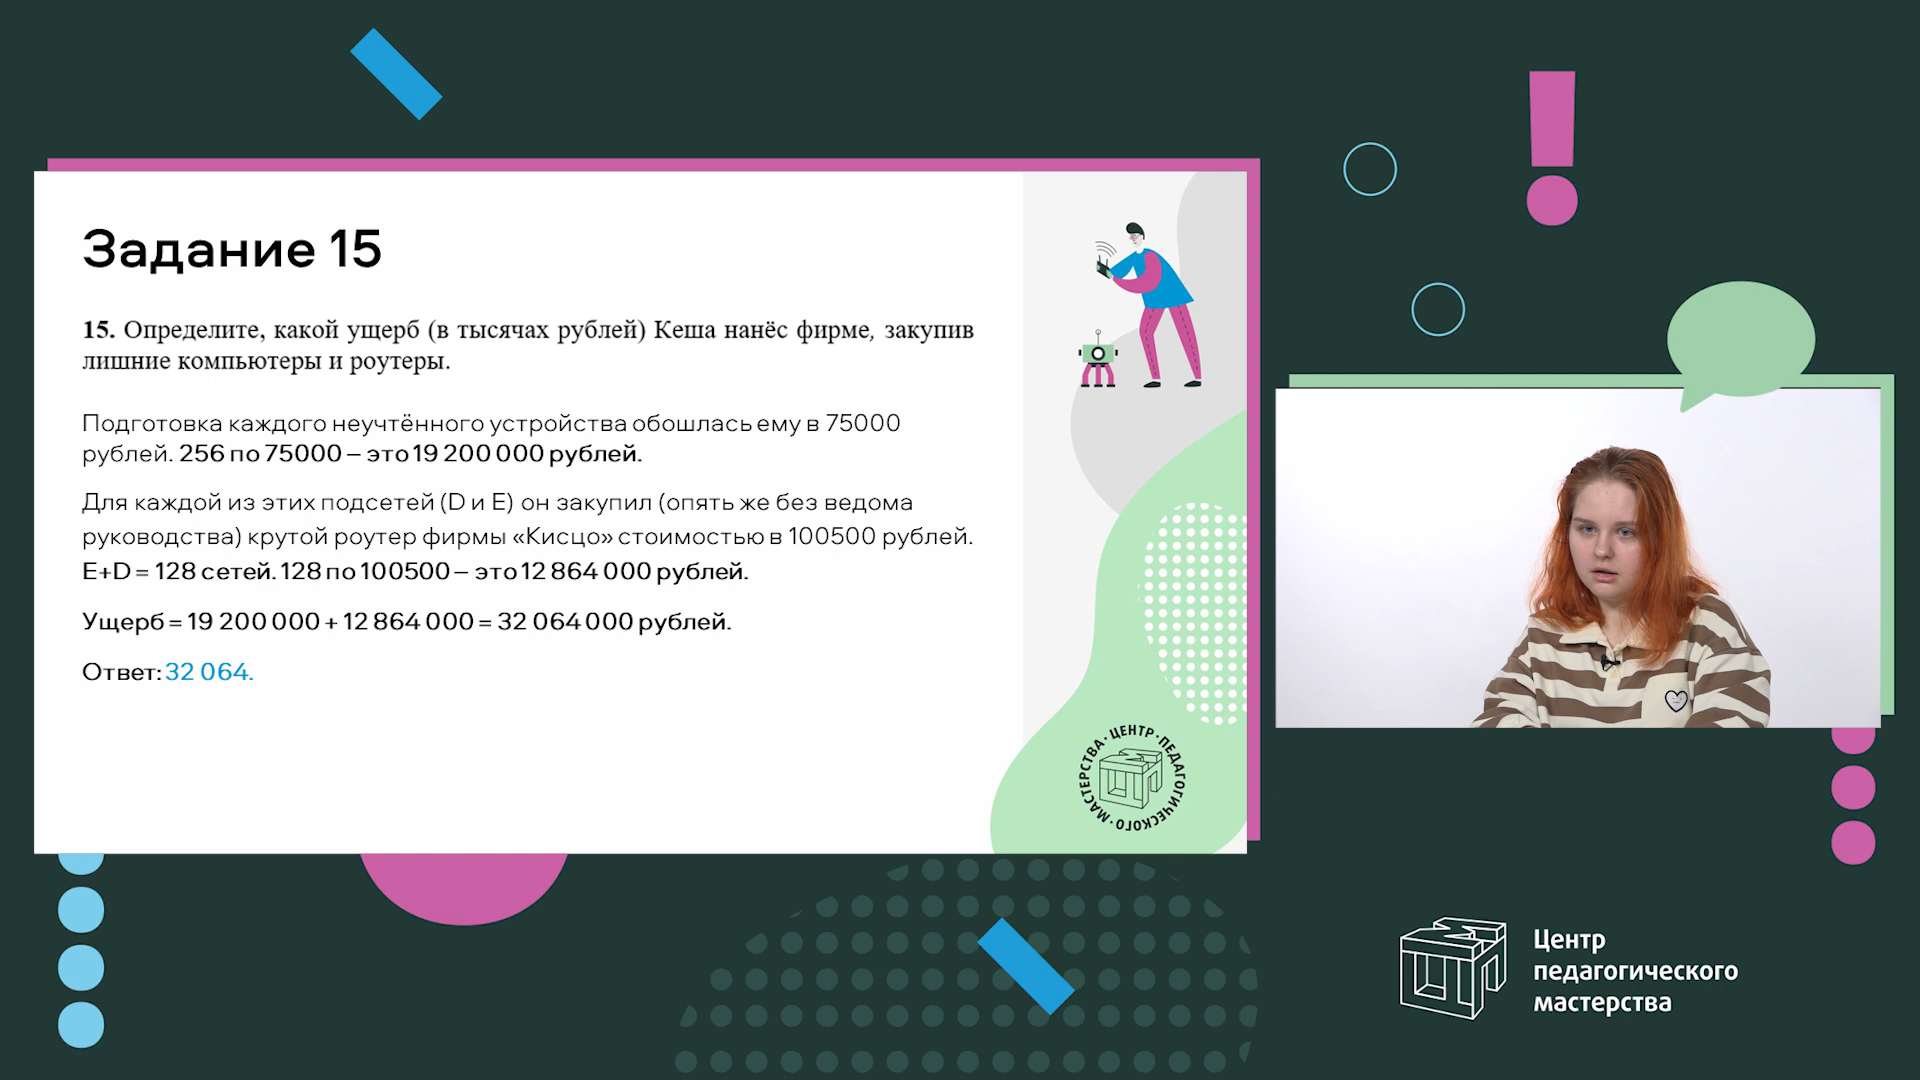 Задание 15
15. Определите, какой ущерб (в тысячах рублей) Кеша нанёс фирме, закупив
лишние компьютеры и роутеры.
Подготовка каждого неучтённого устройства обошлась ему в 75000
рублей. 256 по 75000 – это 19 200 000 рублей.
Для каждой из этих подсетей (D и E) он закупил (опять же без ведома
руководства) крутой роутер фирмы «Кисцо» стоимостью в 100500 рублей.
E+D = 128 сетей. 128 по 100500 – это 12 864 000 рублей.
Ущерб = 19 200 000 + 12 864 000 = 32 064 000 рублей.
Ответ: 32 064.
ЦЕНТР · ПЕДАГОГИЧЕСКОГО · МАСТЕРСТВА ·
Центр
педагогического
мастерства